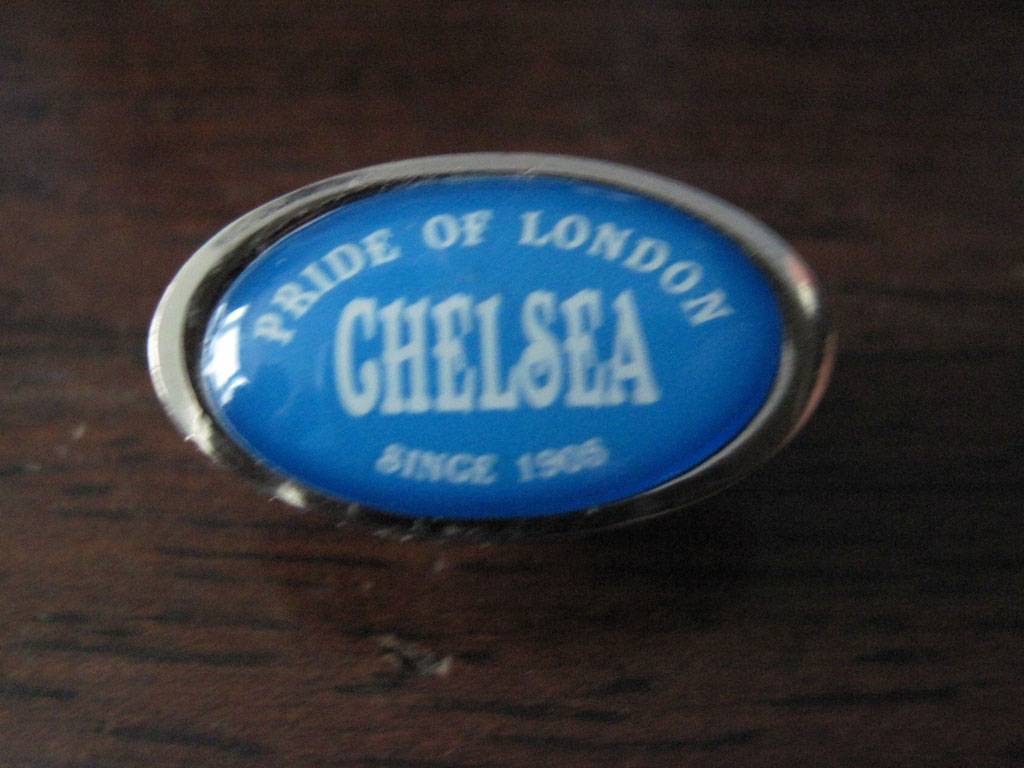 PRIDE OF LONDON
CHELSEA
SINCE 1905